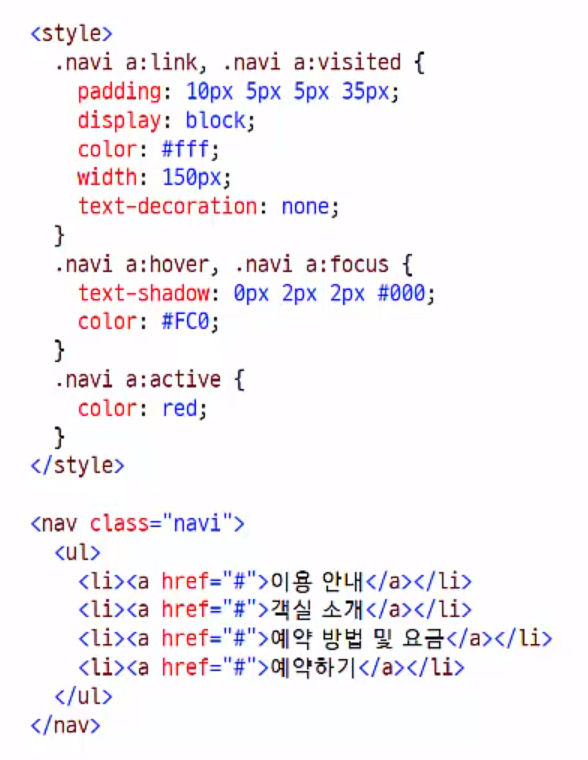 <style>
.navi a:link, .navi a:visited {
padding: 10px 5px 5px 35px;
display: block;
color: #fff;
width: 150px;
text-decoration: none;
}
.navi a:hover, .navi a:focus {
text-shadow: 0px 2px 2px #000;
color: #FC0;
}
.navi a:active {
color: red;
}
</style>
<nav class="navi">
<ul>
<li><a href="#">이용 안내</a></li>
<li><a href="#">객실 소개</a></li>
<li><a href="#">예약 방법 및 요금</a></li>
<li><a href="#">예약하기</a></li>
</ul>
</nav>